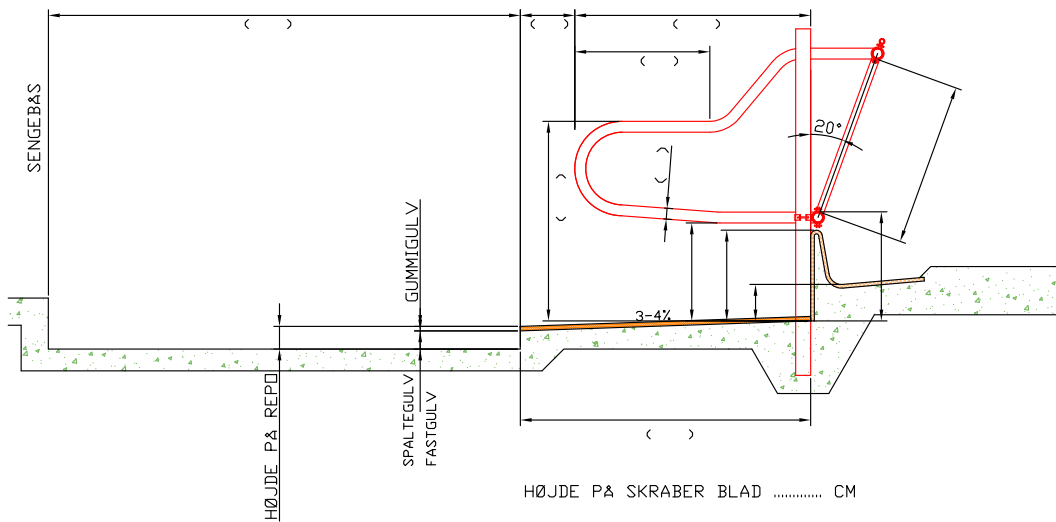 ( )
( )
( )
( )
SENGEBÅS
20°
( )
( )
GUMMIGULV
3-4%
HØJDE PÅ REPO
SPALTEGULV
FASTGULV
( )
HØJDE PÅ SKRABER BLAD ............. CM